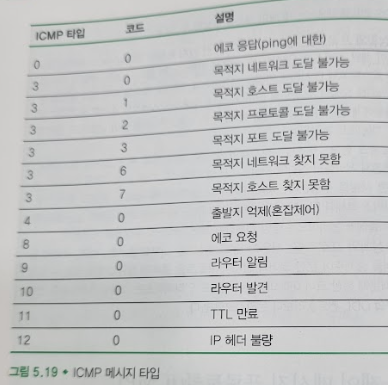 ICMP 타입 코드 설명
0 0 에코 응답(ping에 대한)
3 0 목적지 네트워크 도달 불가능
3 1 목적지 호스트 도달 불가능
3 2 목적지 프로토콜 도달 불가능
3 3 목적지 포트 도달 불가능
3 6 목적지 네트워크 찾지 못함
3 7 목적지 호스트 찾지 못함
4 0 출발지 억제(혼잡제어)
8 0 에코 요청
9 0 라우터 알림
10 0 라우터 발견
11 0 TTL 만료
12 0 IP 헤더 불량
그림 5.19 • ICMP 메시지 타입